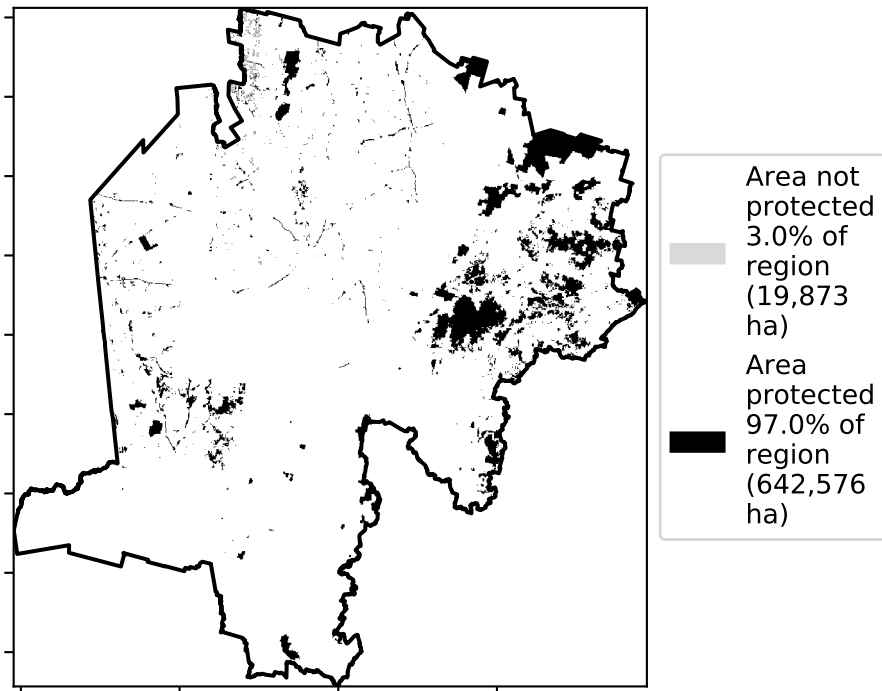 Area not
protected
3.0% of
region
(19,873
ha)
Area
protected
97.0% of
region
(642,576
ha)